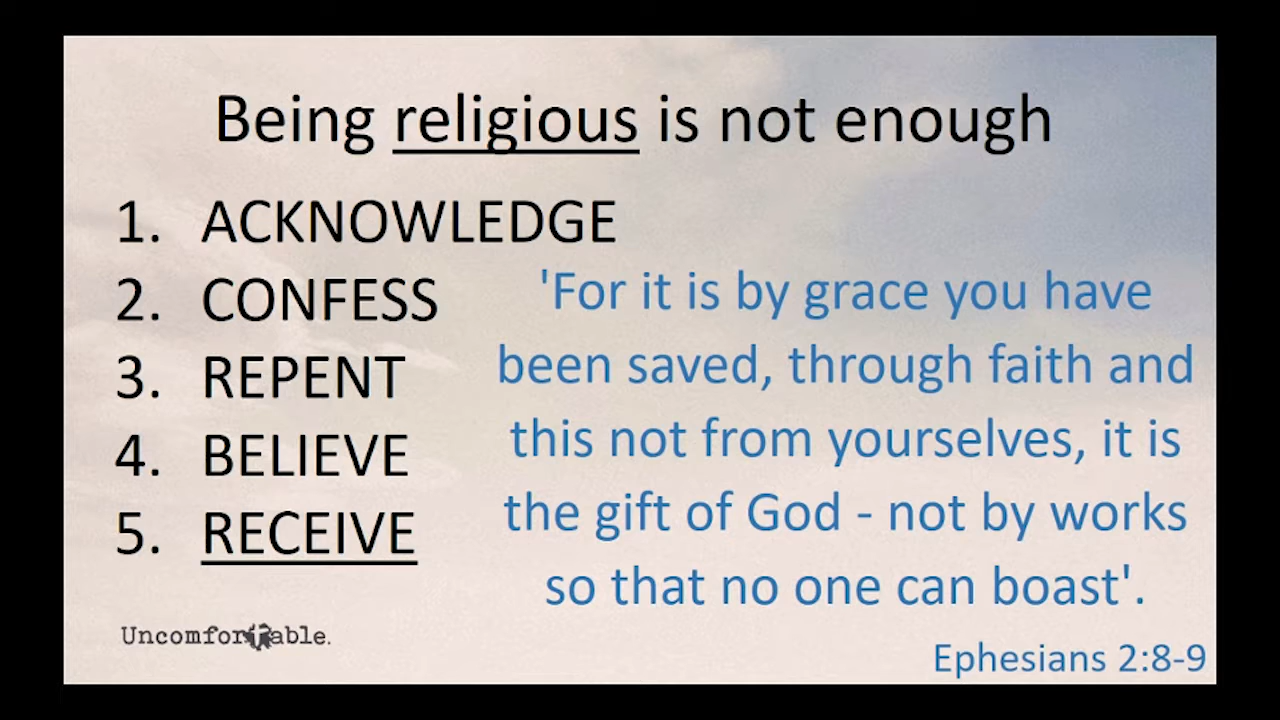 Being religious is not enough
1. ACKNOWLEDGE
2. CONFESS
3. REPENT
4. BELIEVE
5. RECEIVE
'For it is by grace you have
been saved, through faith and
this not from yourselves, it is
the gift of God - not by works
so that no one can boast'.
Ephesians 2:8-9
Uncomfortable.